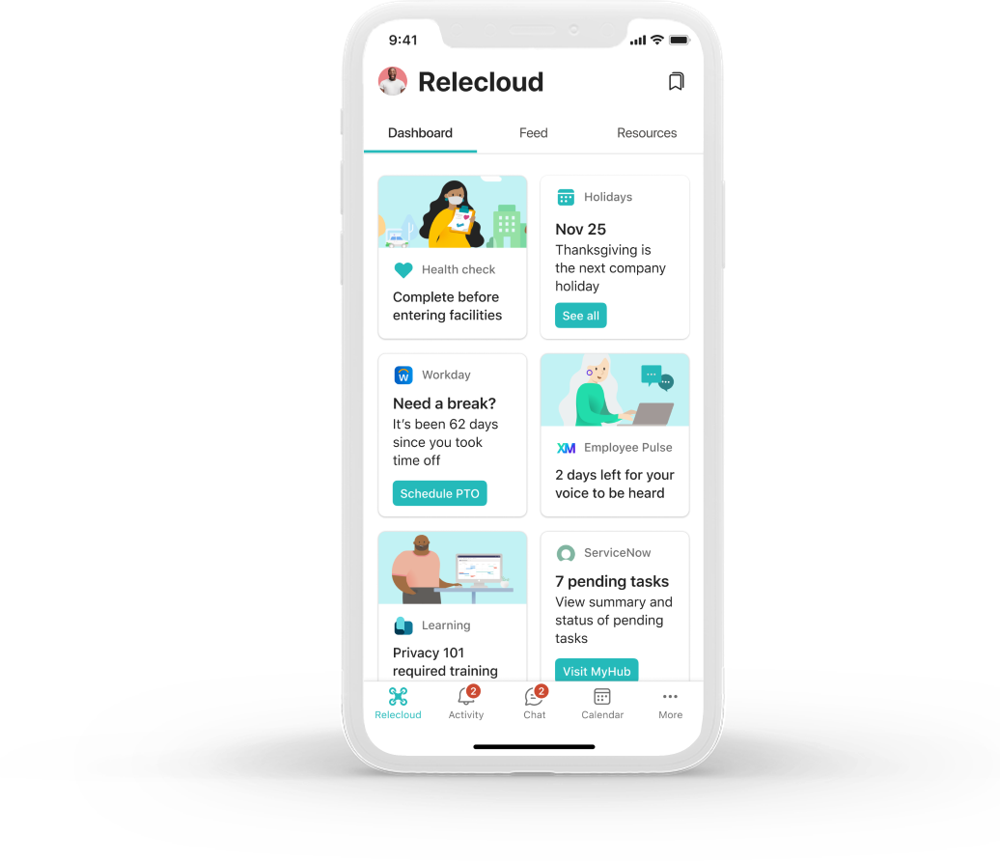 9:41
Relecloud
Dashboard
Feed
Resources
Health check
Complete before
entering facilities
Holidays
Nov 25
Thanksgiving is
the next company
holiday
See all
W
Workday
Need a break?
It's been 62 days
since you took
time off
Schedule PTO
XM
Employee Pulse
2 days left for your
voice to be heard
Learning
Privacy 101
required training
ServiceNow
7 pending tasks
View summary and
status of pending
tasks
Visit MyHub
Relecloud
2
Activity
2
Chat
Calendar
More